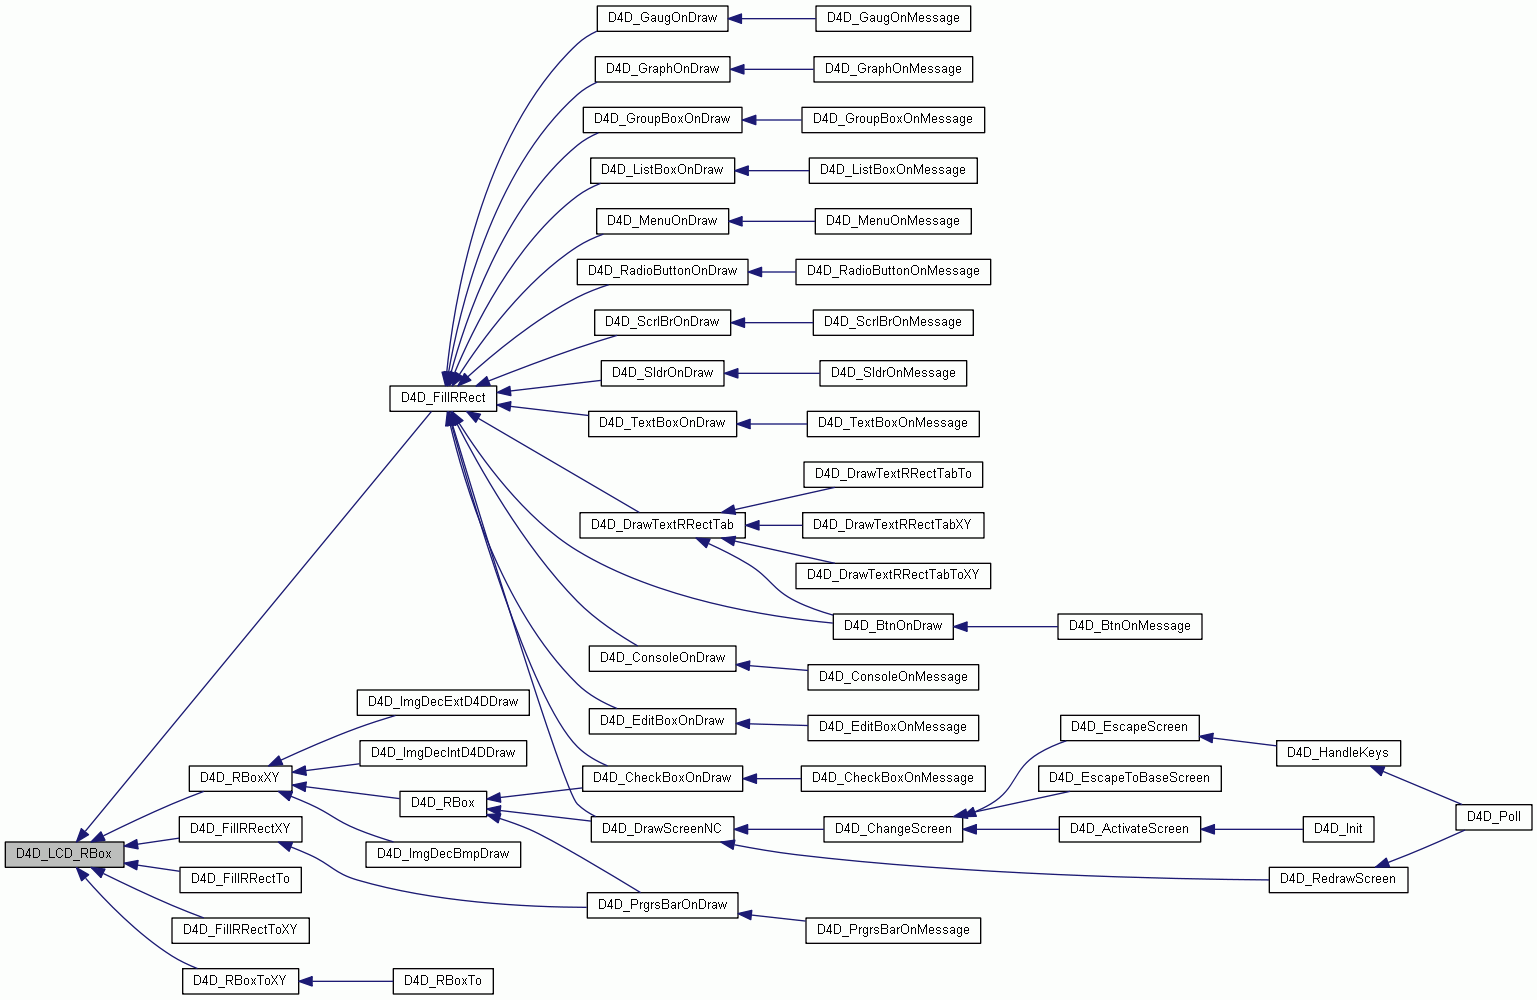 D4D_GaugOnDraw
D4D_GaugOnMessage
D4D_GraphOnDraw
D4D_GraphOnMessage
D4D_GroupBoxOnDraw
D4D_GroupBoxOnMessage
D4D_ListBoxOnDraw
D4D_ListBoxOnMessage
D4D_MenuOnDraw
D4D_MenuOnMessage
D4D_RadioButtonOnDraw
D4D_RadioButtonOnMessage
D4D_ScrlBrOnDraw
D4D_ScrlBrOnMessage
D4D_SldrOnDraw
D4D_SldrOnMessage
D4D_FillRRect
D4D_TextBoxOnDraw
D4D_TextBoxOnMessage
D4D_DrawTextRRectTabTo
D4D_DrawTextRRectTab
D4D_DrawTextRRectTabXY
D4D_DrawTextRRectTabToXY
D4D_BtnOnDraw
D4D_BtnOnMessage
D4D_ConsoleOnDraw
D4D_ConsoleOnMessage
D4D_ImgDecExtD4DDraw
D4D_EditBoxOnDraw
D4D_EditBoxOnMessage
D4D_EscapeScreen
D4D_ImgDecIntD4DDraw
D4D_HandleKeys
D4D_RBoxXY
D4D_CheckBoxOnDraw
D4D_CheckBoxOnMessage
D4D_EscapeToBaseScreen
D4D_RBox
D4D_Poll
D4D_FillRRectXY
D4D_DrawScreenNC
D4D_ChangeScreen
D4D_ActivateScreen
D4D_Init
D4D_LCD_RBox
D4D_ImgDecBmpDraw
D4D_FillRRectTo
D4D_RedrawScreen
D4D_PrgrsBarOnDraw
D4D_FillRRectToXY
D4D_PrgrsBarOnMessage
D4D_RBoxToXY
D4D_RBoxTo